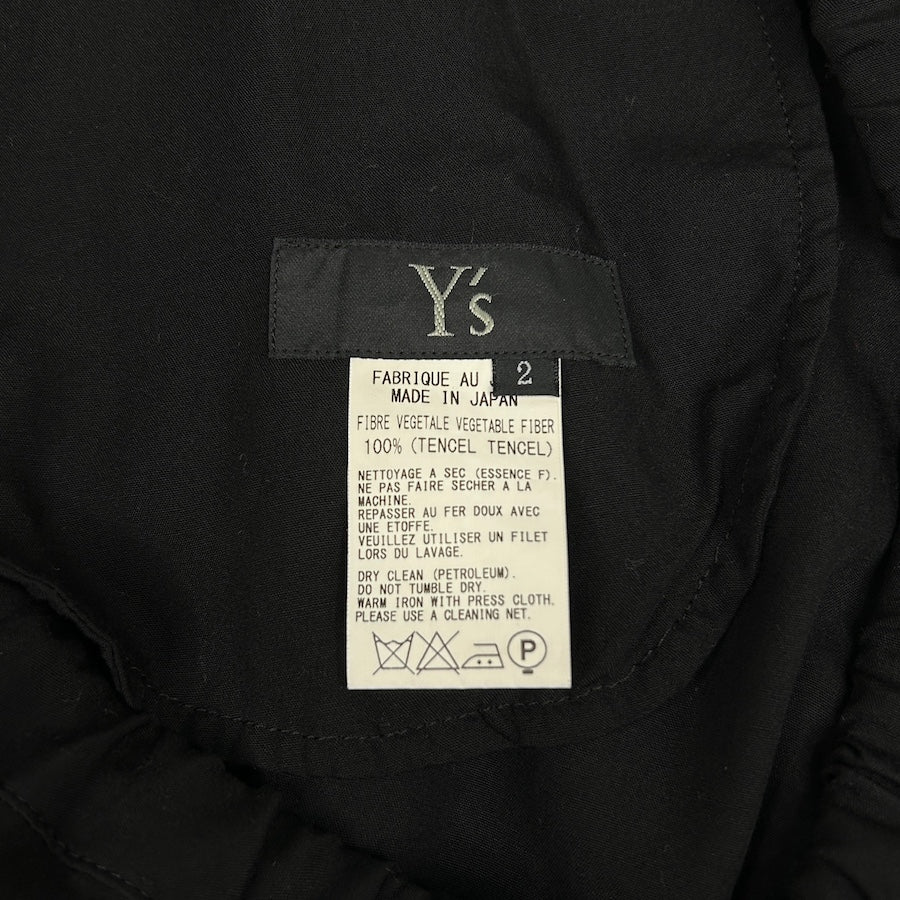 Y's
2
FABRIQUE AU
MADE IN JAPAN
FIBRE VEGETALE VEGETABLE FIBER
100% (TENCEL TENCEL)
NETTOYAGE A SEC (ESSENCE F).
NE PAS FAIRE SECHER A LA
MACHINE.
REPASSER AU FER DOUX AVEC
UNE ETOFFE.
VEUILLEZ UTILISER UN FILET
LORS DU LAVAGE.
DRY CLEAN (PETROLEUM).
DO NOT TUMBLE DRY.
WARM IRON WITH PRESS CLOTH.
PLEASE USE A CLEANING NET.
P